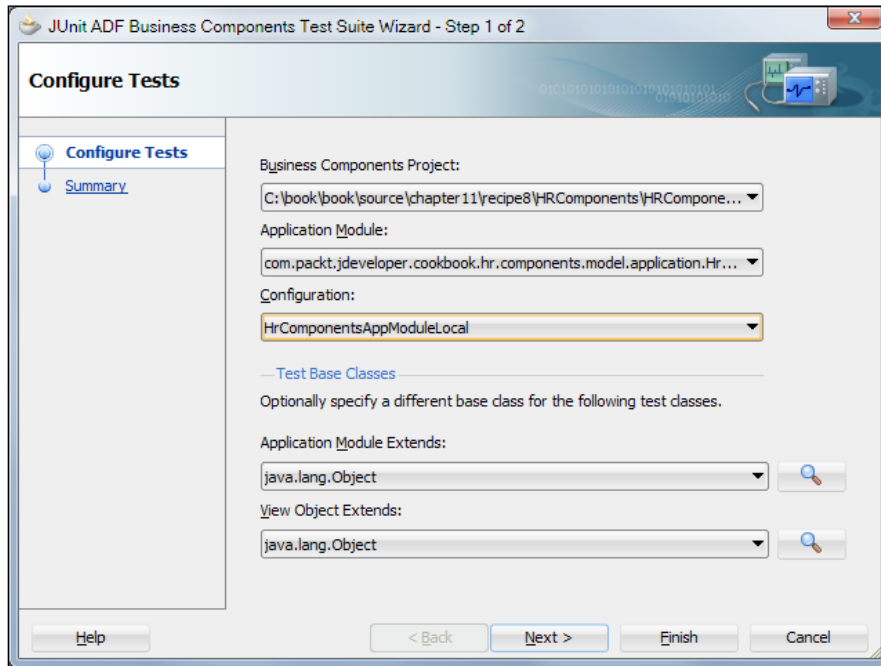 JUnit ADF Business Components Test Suite Wizard - Step 1 of 2
Configure Tests
Configure Tests
Summary
Business Components Project:
C:\book\book\source\chapter11\recipe8\HRComponents\HRCompone...
Application Module:
com.packt.jdeveloper.cookbook.hr.components.model.application.Hr...
Configuration:
HrComponentsAppModuleLocal
Test Base Classes
Optionally specify a different base class for the following test classes.
Application Module Extends:
java.lang.Object
View Object Extends:
java.lang.Object
Help
< Back
Next >
Finish
Cancel